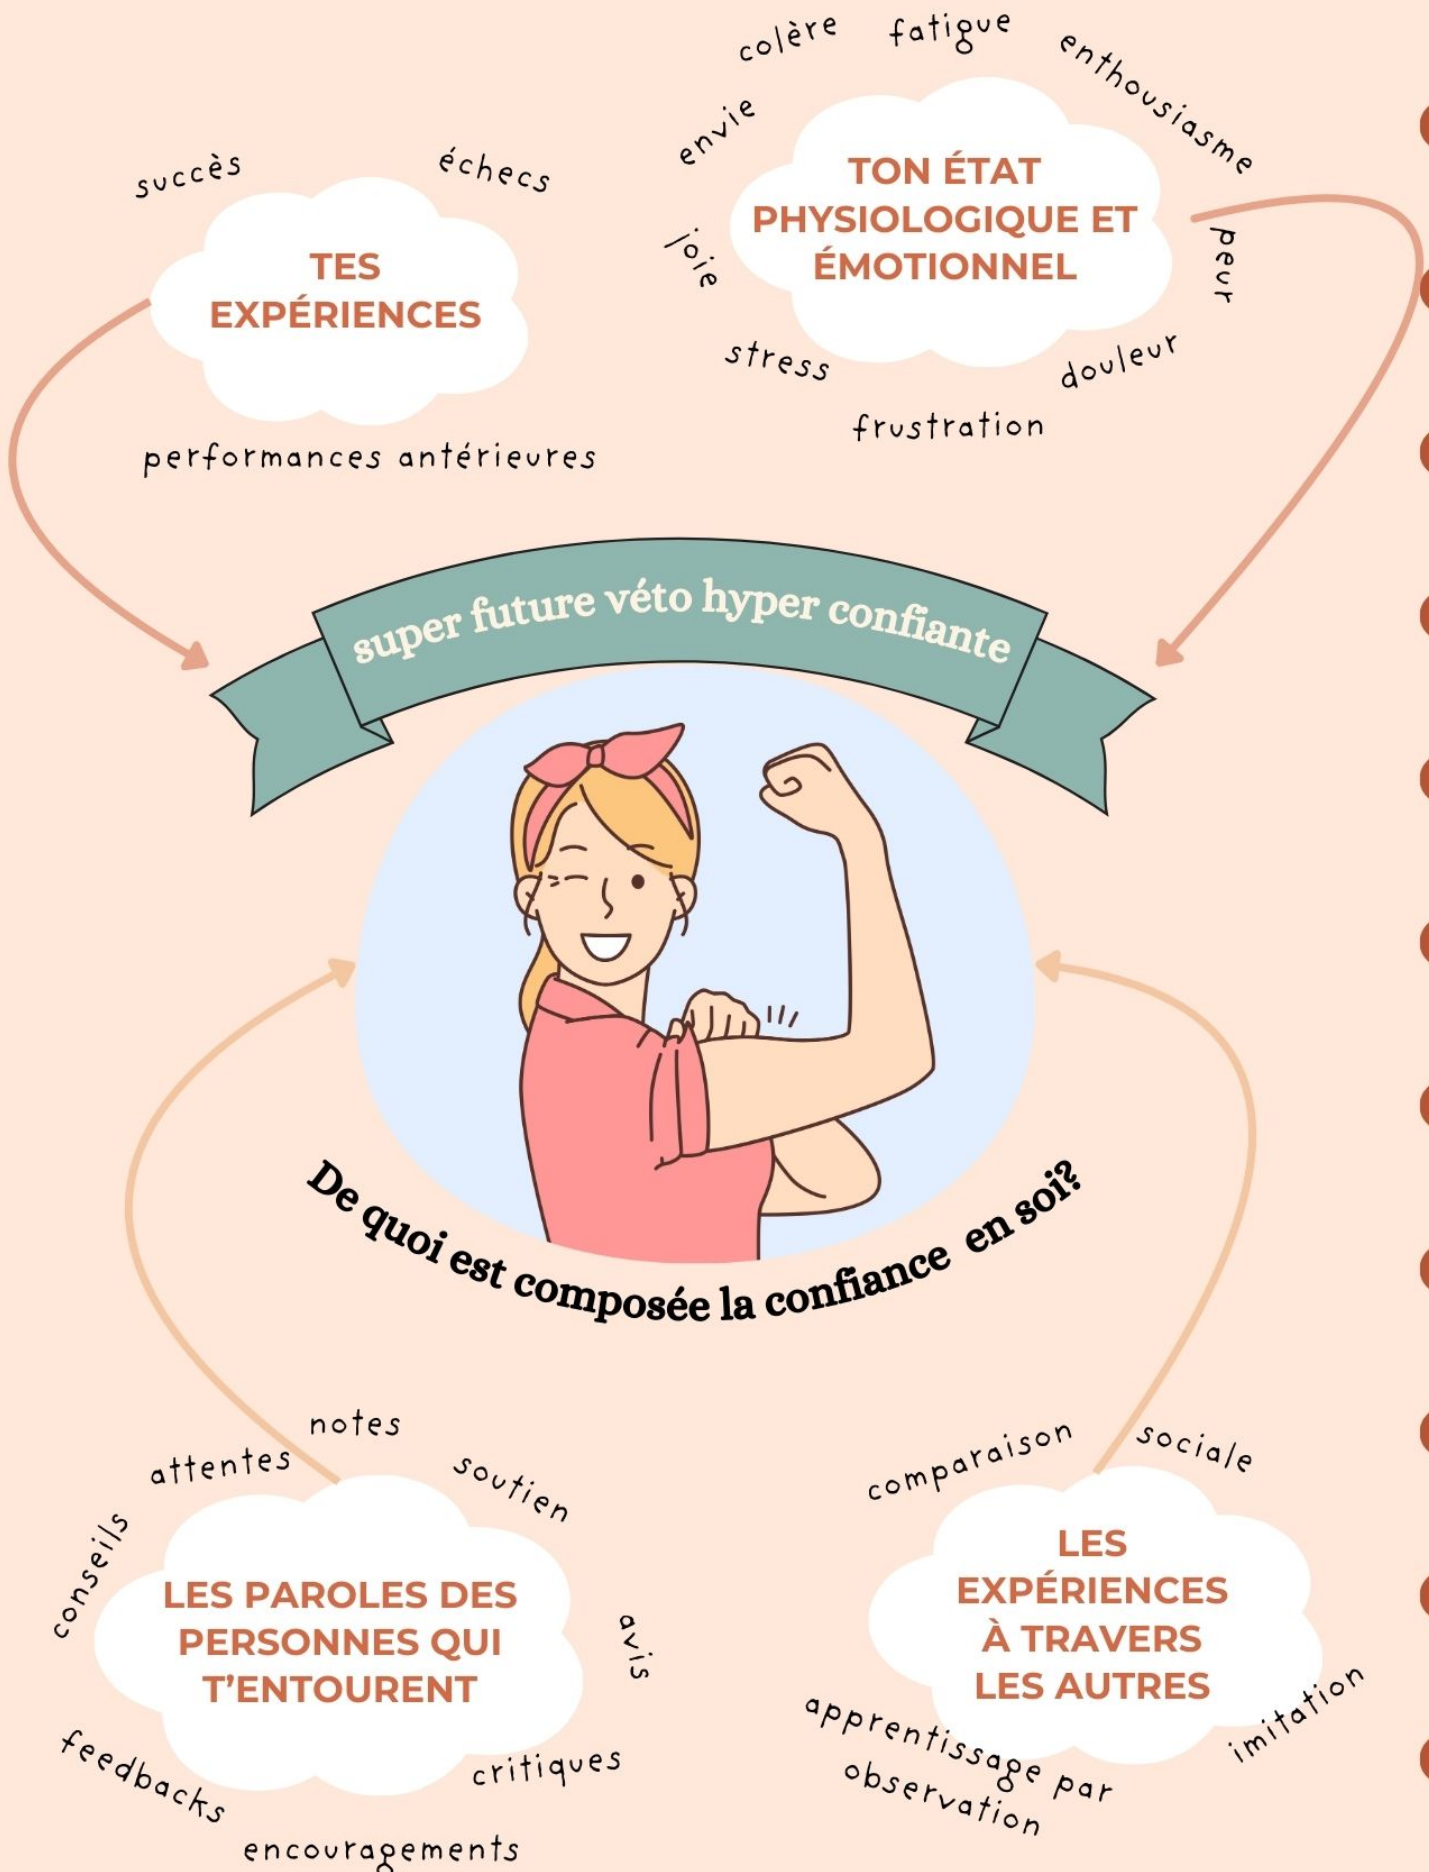 colère
fatigue
enthousiasme
envie
joie
peur
TON ÉTAT
PHYSIOLOGIQUE ET
ÉMOTIONNEL
stress
douleur
frustration
succès
échecs
TES
EXPÉRIENCES
performances antérieures
super future véto hyper confiante
De quoi est composée la confiance en soi?
notes
attentes
soutien
conseils
LES PAROLES DES
PERSONNES QUI
T'ENTOURENT
avis
feedbacks
critiques
encouragements
comparaison sociale
LES
EXPÉRIENCES
À TRAVERS
LES AUTRES
imitation
apprentissage par
observation